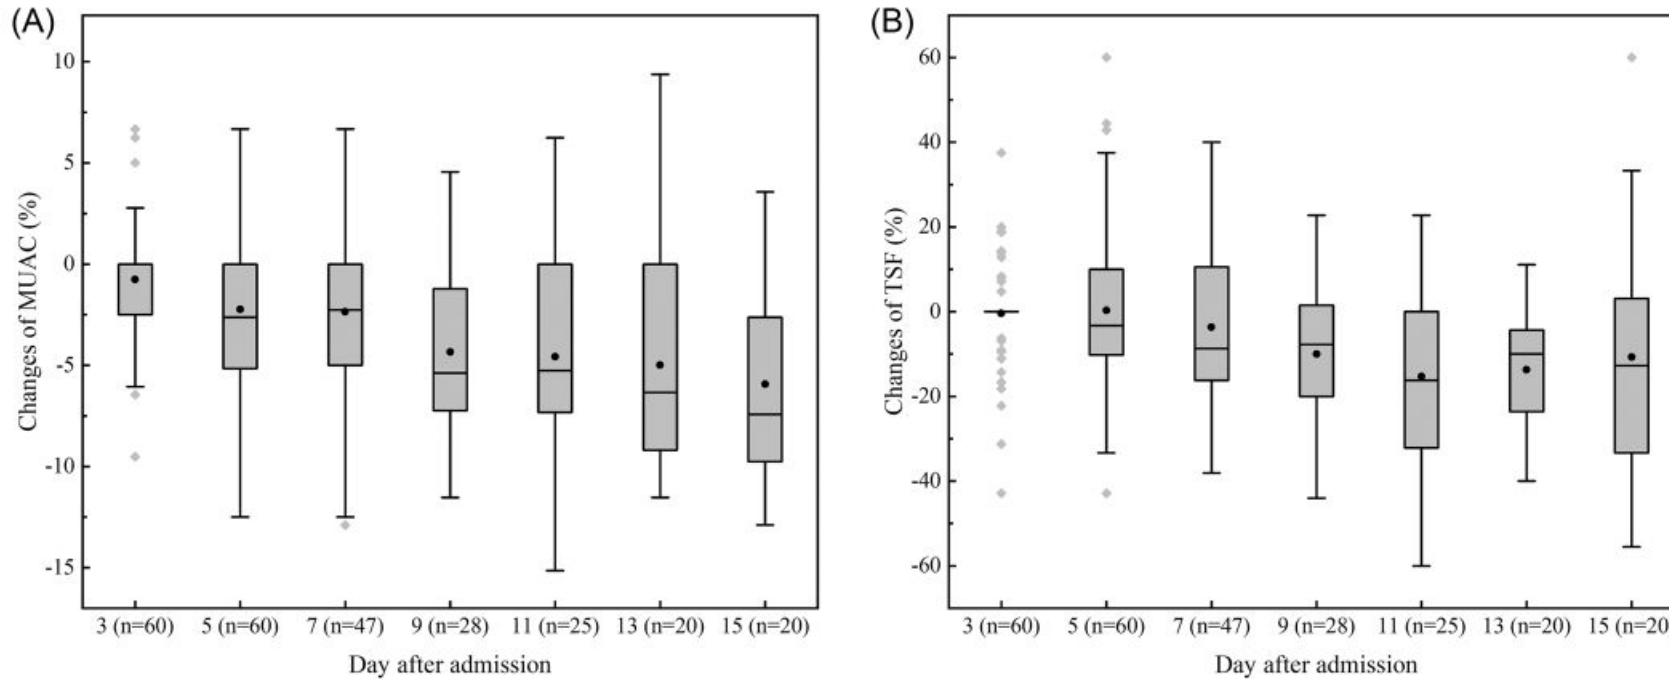 (A)
Changes of MUAC (%)
10
5
0
-5
-10
-15
3 (n=60) 5 (n=60) 7 (n=47) 9 (n=28) 11 (n=25) 13 (n=20) 15 (n=20)
Day after admission
(B)
Changes of TSF (%)
60
40
20
0
-20
-40
-60
3 (n=60) 5 (n=60) 7 (n=47) 9 (n=28) 11 (n=25) 13 (n=20) 15 (n=20
Day after admission